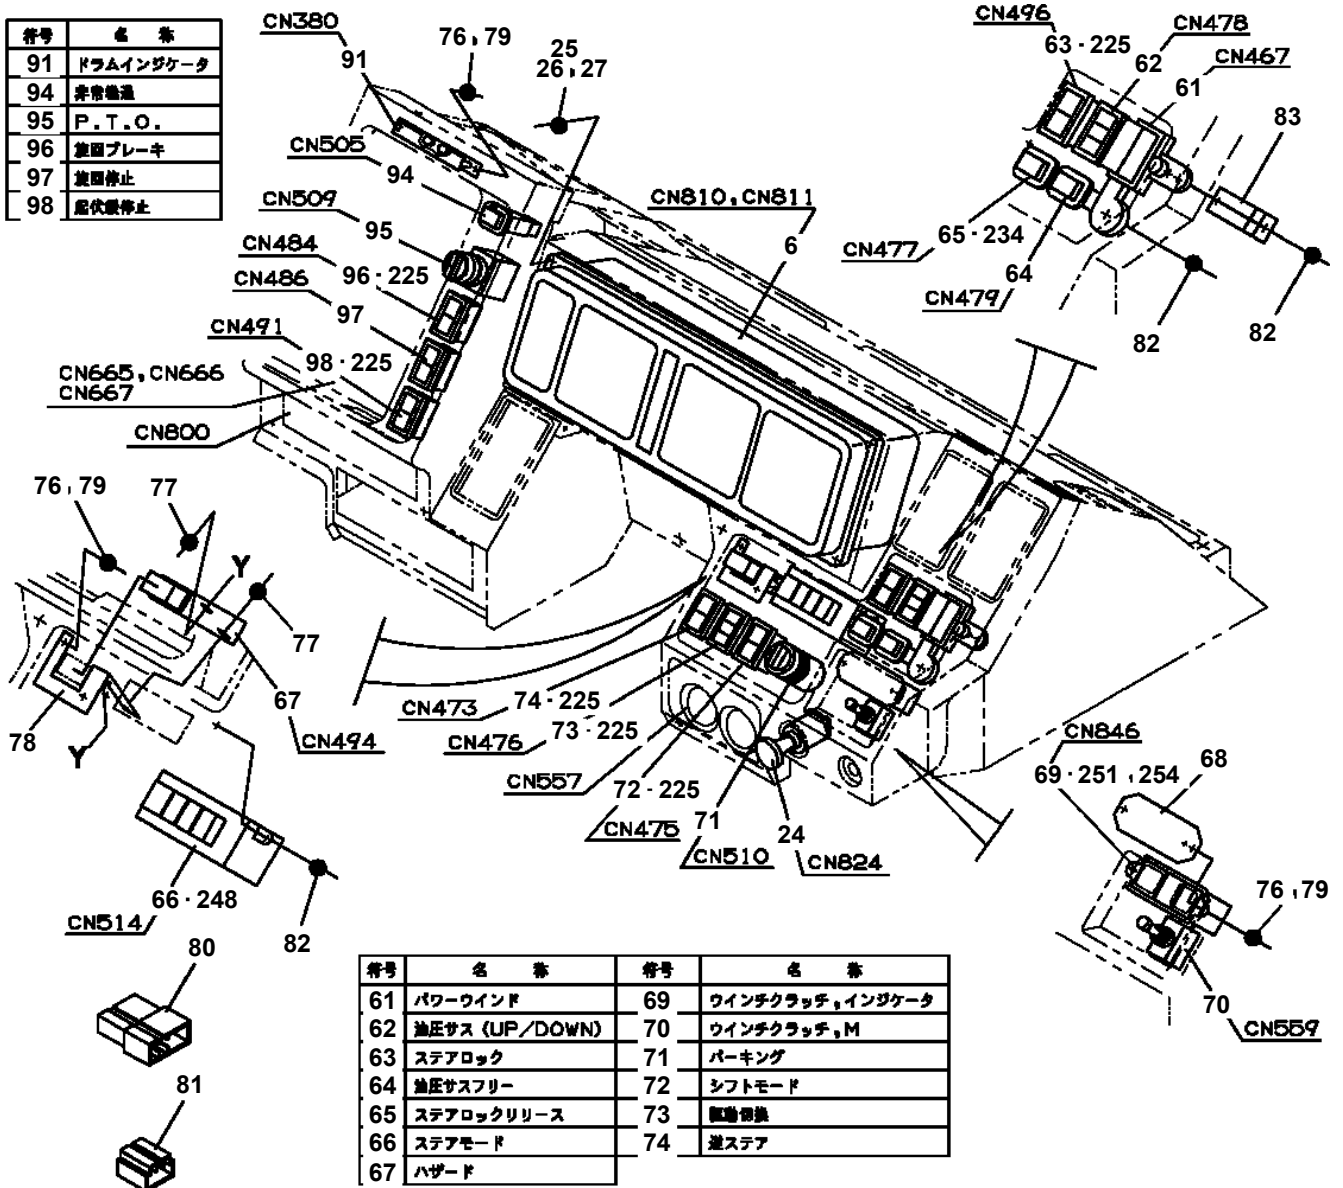 符号 名 称
91 ドラムインジケータ
94 非常
95 P.T.O.
96 旋回ブレーキ
97 旋回停止
98 停止
CN380
91
76,79
25
26,27
CN505
94
CN509
95
CN484
96·225
CN486
97
CN491
98·225
CN665,CN666
CN667
CN800
CN810,CN811
6
CN496
63·225
CN478
62
CN467
61
83
CN477
65·234
64
CN479
82
82
76,79
77
Y
77
67
CN494
78
Y
66·248
CN514
82
80
81
CN473
74·225
CN476
73·225
CN557
72·225
CN475
71
CN510
24
CN824
CN846
69·251,254
68
76,79
70
CN559
符号 名 称 符号 名 称
61 パワーウインド 69 ウインチクラッチ,インジケータ
62 油圧サス(UP/DOWN) 70 ウインチクラッチ,M
63 ステアロック 71 パーキング
64 油圧サスフリー 72 シフトモード
65 ステアロックリリース 73 駆動切換
66 ステアモード 74 逆ステア
67 ハザード